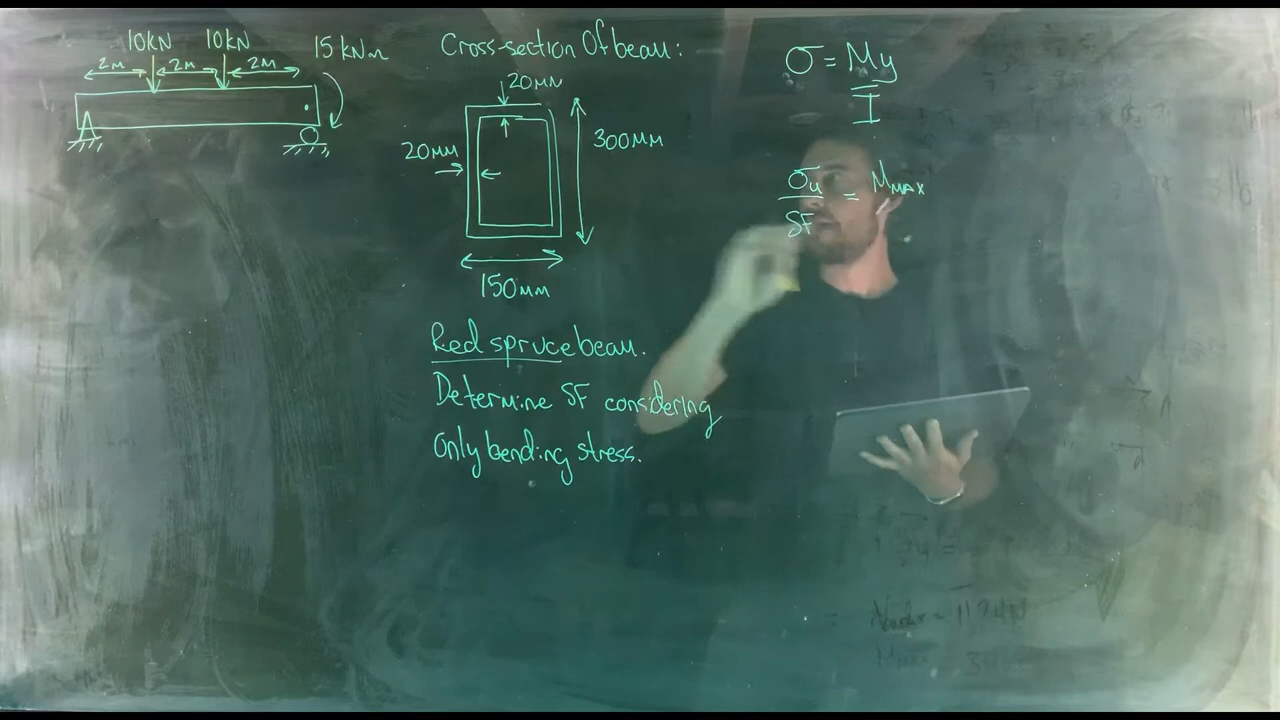 10kN 10kN 15 kNm
2m 2m 2m
Cross-section Of beam:
20mm
20mm
300mm
150mm
Red spruce beam.
Determine SF considering
Only bending stress.
σ = My
I
σu = MMAX
SF